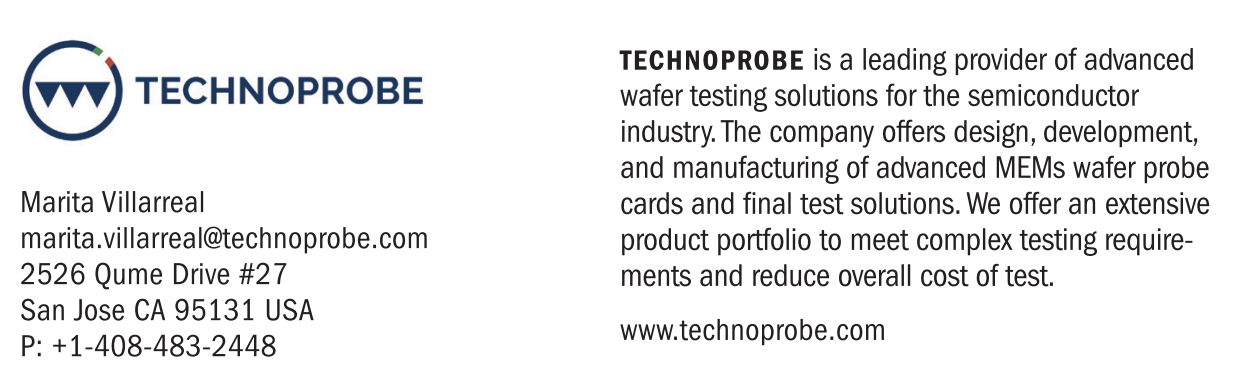 TECHNOPROBE
Marita Villarreal
marita.villarreal@technoprobe.com
2526 Qume Drive #27
San Jose CA 95131 USA
P: +1-408-483-2448
TECHNOPROBE is a leading provider of advanced
wafer testing solutions for the semiconductor
industry. The company offers design, development,
and manufacturing of advanced MEMs wafer probe
cards and final test solutions. We offer an extensive
product portfolio to meet complex testing require-
ments and reduce overall cost of test.
www.technoprobe.com